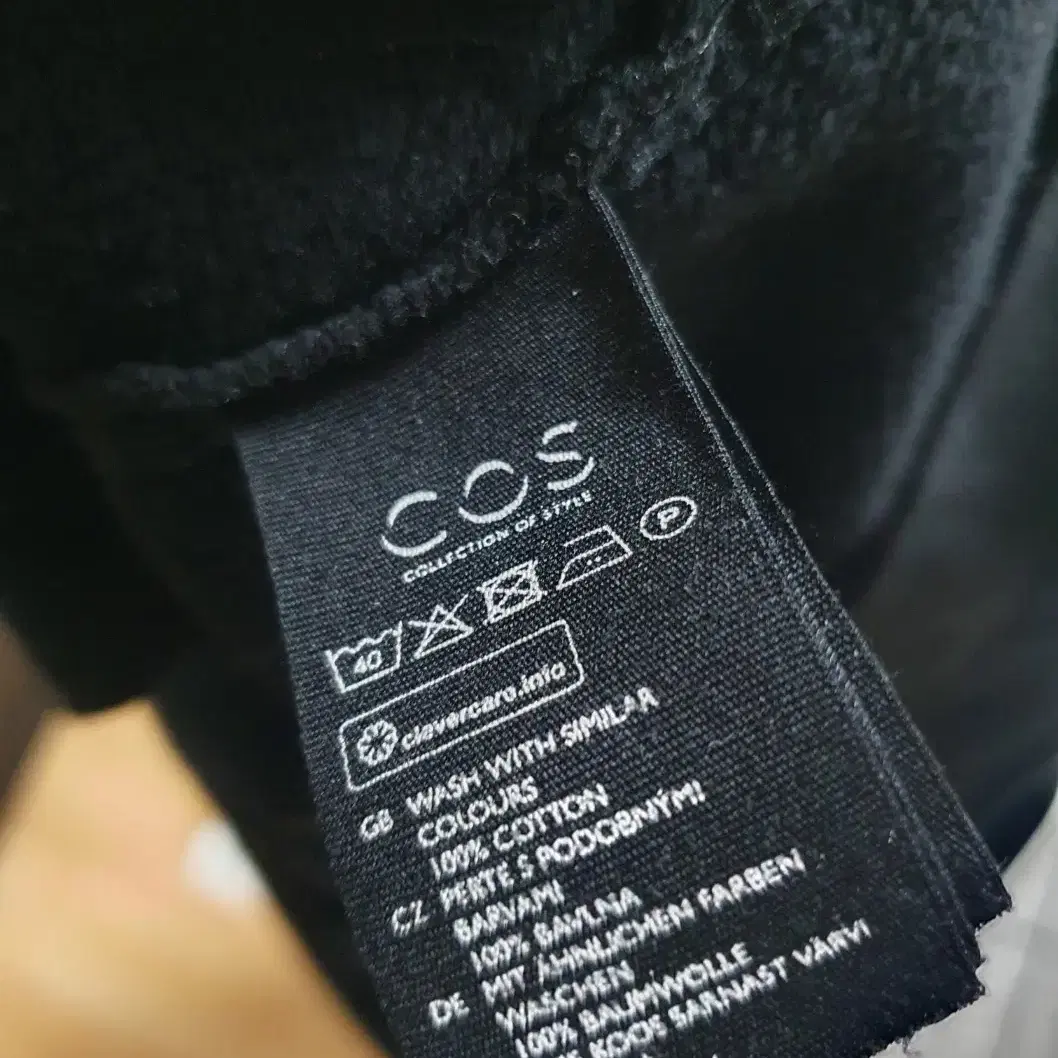 COS
COLLECTION OF STYLE
40
P
clevercare.info
GB WASH WITH SIMILAR
COLOURS
100% COTTON
CZ PERTE S PODOBNÝMI
BARVAMI
100% BAVLNA
DE MIT ÄHNLICHEN FARBEN
WASCHEN
100% BAUMWOLLE
KOOS SARNAST VÄRVI